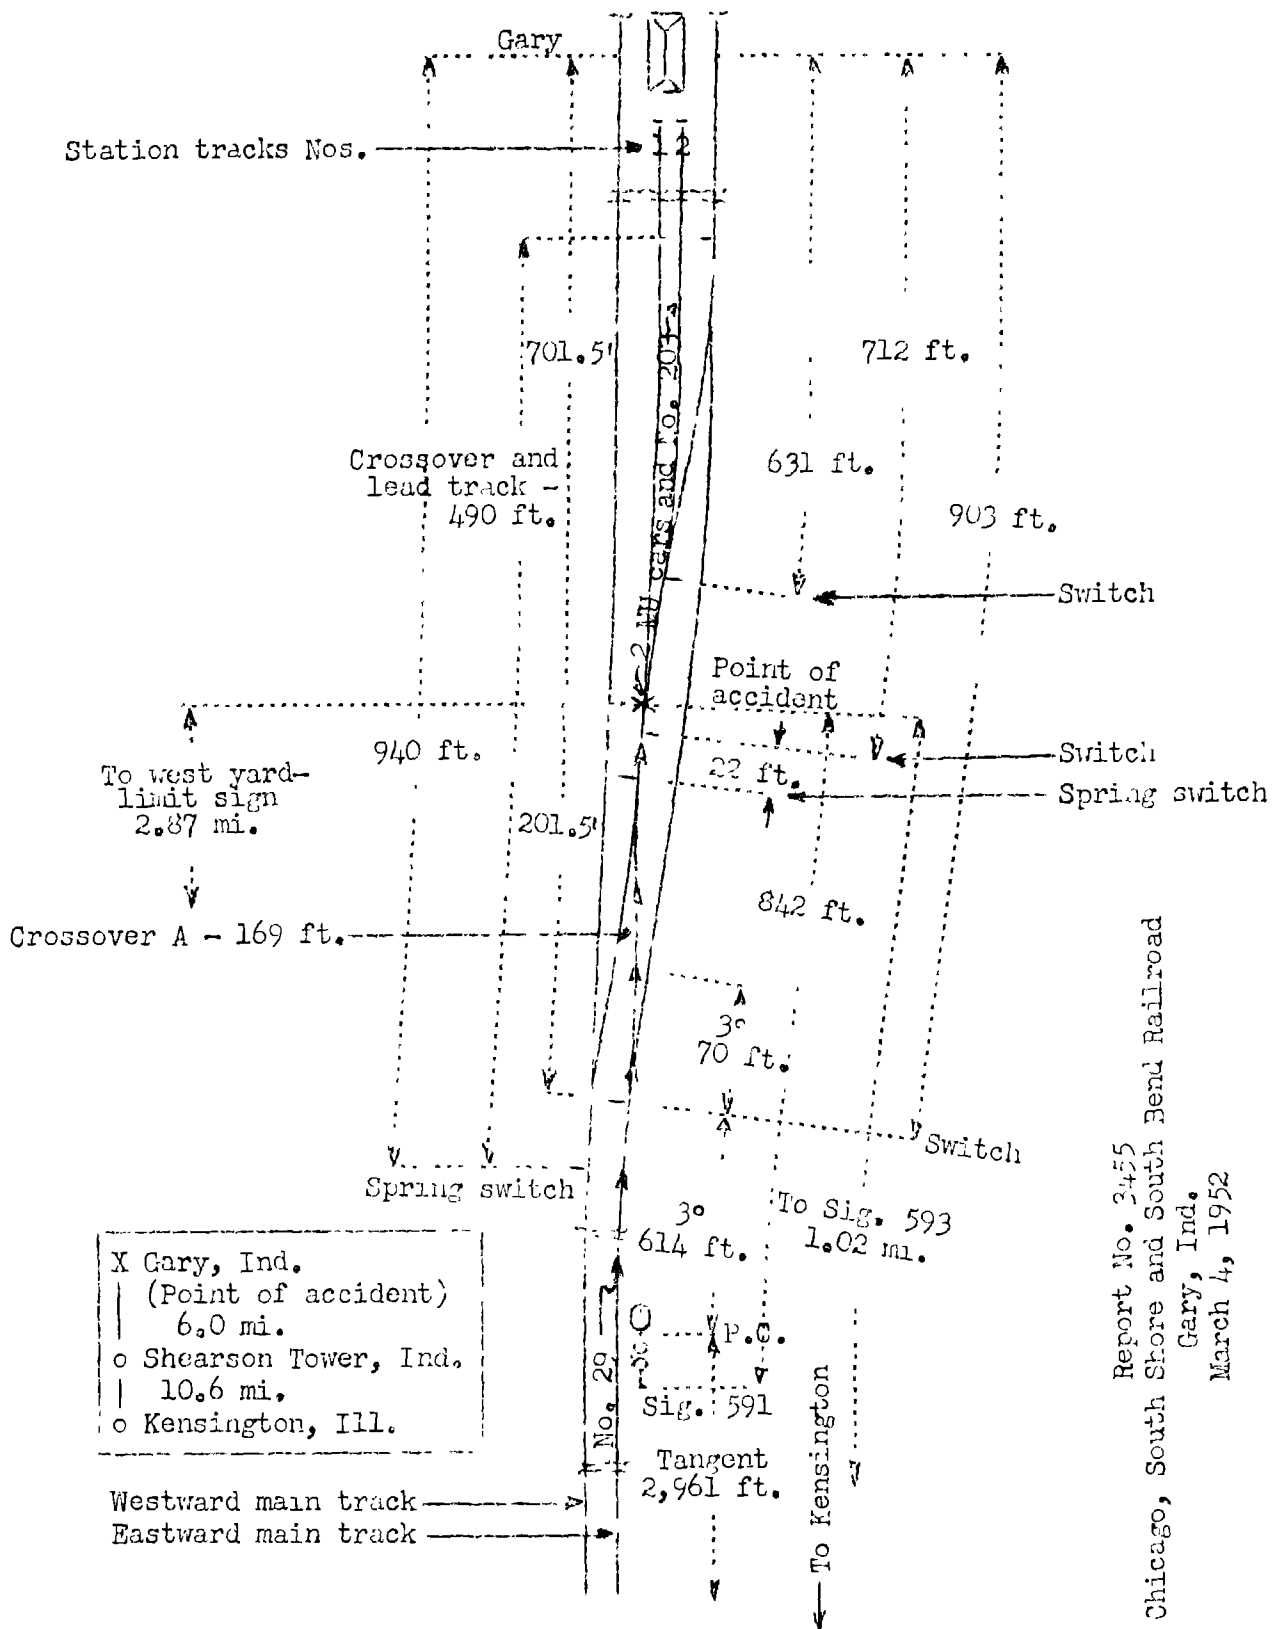 Gary
Station tracks Nos.
1 2
701.5'
712 ft.
Crossover and
lead track -
490 ft.
631 ft.
903 ft.
2 MU cars and No. 203
Switch
Point of
accident
940 ft.
22 ft.
Switch
Spring switch
To west yard-
limit sign
2.87 mi.
201.5'
842 ft.
Crossover A - 169 ft.
3°
70 ft.
Switch
Spring switch
3°
614 ft.
To Sig. 593
1.02 mi.
X Gary, Ind.
(Point of accident)
6.0 mi.
o Shearson Tower, Ind.
10.6 mi.
o Kensington, Ill.
No. 29
P.C.
Sig. 591
Tangent
2,961 ft.
To Kensington
Westward main track
Eastward main track
Report No. 3455
Chicago, South Shore and South Bend Railroad
Gary, Ind.
March 4, 1952